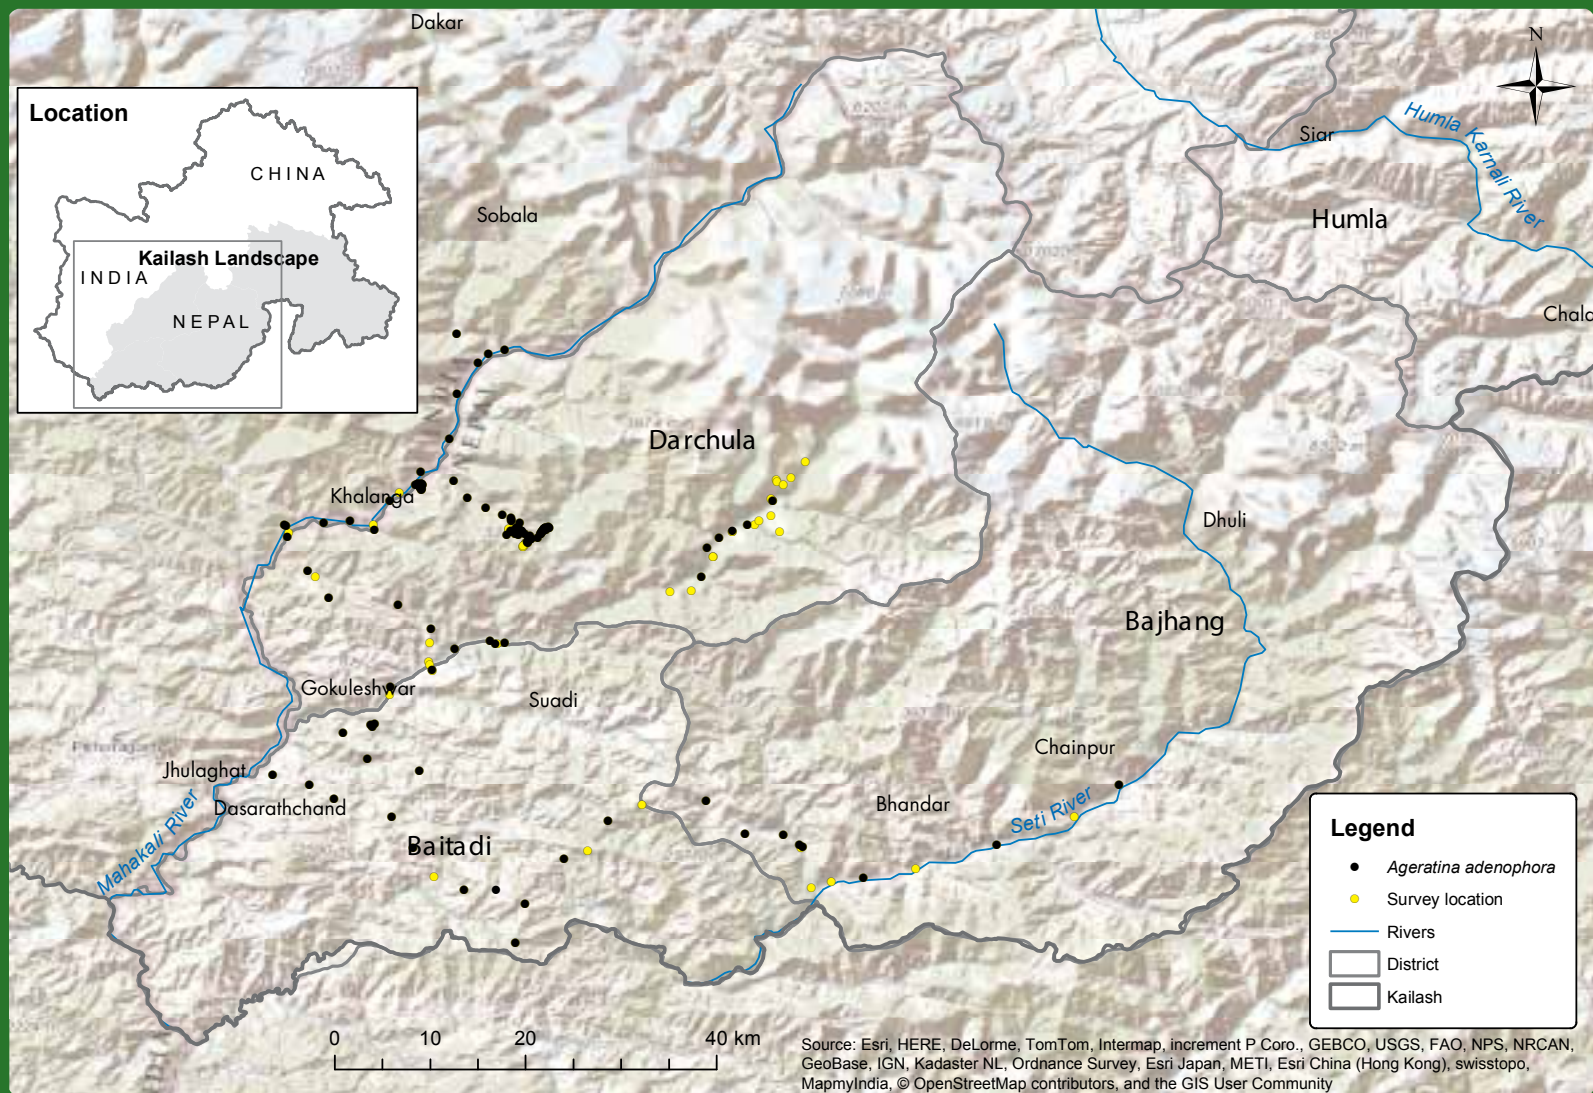 Dakar
N
Location
CHINA
Kailash Landscape
INDIA
NEPAL
Sobala
Siar
Humla Karnali River
Humla
Chala
Darchula
Khalanga
Dhuli
Bajhang
Gokuleshwar
Suadi
Chainpur
Jhulaghat
Dasarathchand
Bhandar
Seti River
Mahakali River
Baitadi
Legend
Ageratina adenophora
Survey location
Rivers
District
Kailash
0 10 20 40 km
Source: Esri, HERE, DeLorme, TomTom, Intermap, increment P Coro., GEBCO, USGS, FAO, NPS, NRCAN,
GeoBase, IGN, Kadaster NL, Ordnance Survey, Esri Japan, METI, Esri China (Hong Kong), swisstopo,
MapmyIndia, © OpenStreetMap contributors, and the GIS User Community